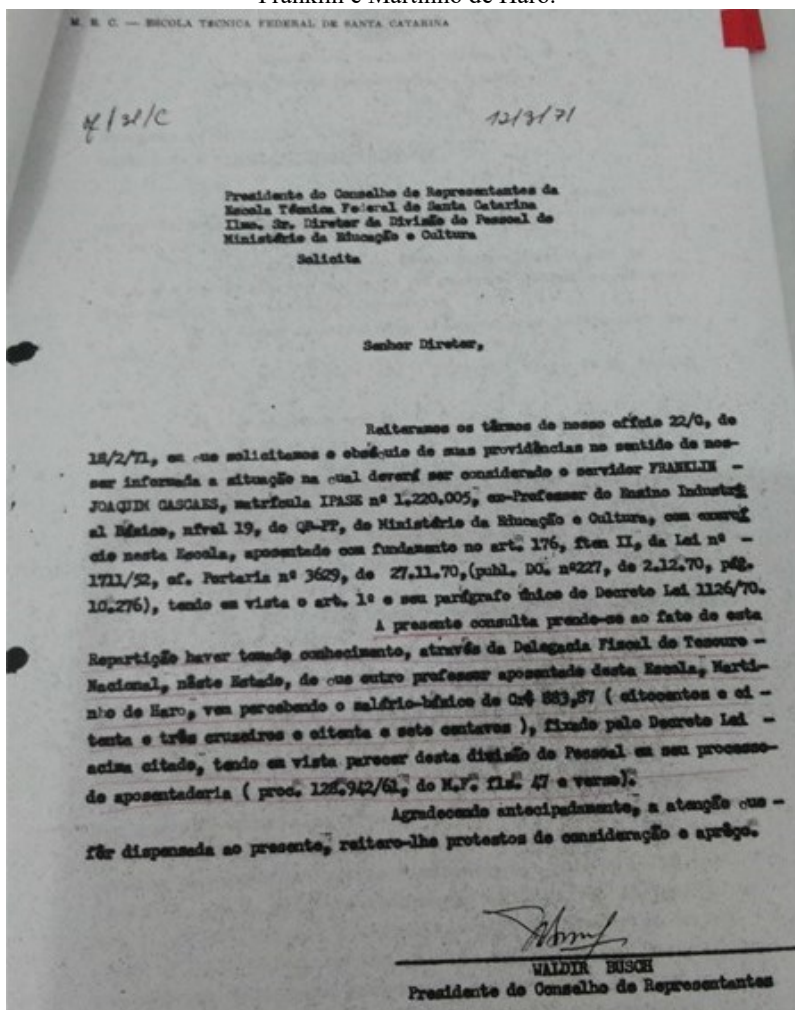 Franklin e Martinho de Haro.
M. E. C. — ESCOLA TÉCNICA FEDERAL DE SANTA CATARINA
12/3/71
Presidente do Conselho de Representantes da
Escola Técnica Federal de Santa Catarina
Ilmo. Sr. Diretor da Divisão do Pessoal do
Ministério da Educação e Cultura
Solicita
Senhor Diretor,
Reiteramos os têrmos de nosso ofício 22/C, de
18/2/71, em que solicitamos o obséquio de suas providências no sentido de nos-
ser informada a situação na qual deverá ser considerado o servidor FRANKLIN -
JOAQUIM CASCAES, matrícula IPASE nº 1.220.005, ex-Professor do Ensino Industri
al Básico, nível 19, do QR-PP, do Ministério da Educação e Cultura, com exercí
cio nesta Escola, aposentado com fundamento no art. 176, ften II, da Lei nº -
1711/52, cf. Portaria nº 3629, de 27.11.70,(publ. DO. nº227, de 2.12.70, pág.
10.276), tendo em vista o art. 1º e seu parágrafo único do Decreto Lei 1126/70.
A presente consulta prende-se ao fato de esta
Repartição haver tomado conhecimento, através da Delegacia Fiscal do Tesouro -
Nacional, nêste Estado, de que outro professor aposentado desta Escola, Marti-
nho de Haro, vem percebendo o salário-básico de Cr$ 883,87 ( oitocentos e oi -
tenta e três cruzeiros e oitenta e sete centavos ), fixado pelo Decreto Lei -
acima citado, tendo em vista parecer desta divisão do Pessoal em seu processo-
de aposentadoria ( proc. 128.942/61, do M.F. fls. 47 e verso).
Agradecendo antecipadamente, a atenção que -
fôr dispensada ao presente, reitero-lhe protestos de consideração e aprêço.
WALDIR BUSCH
Presidente do Conselho de Representantes